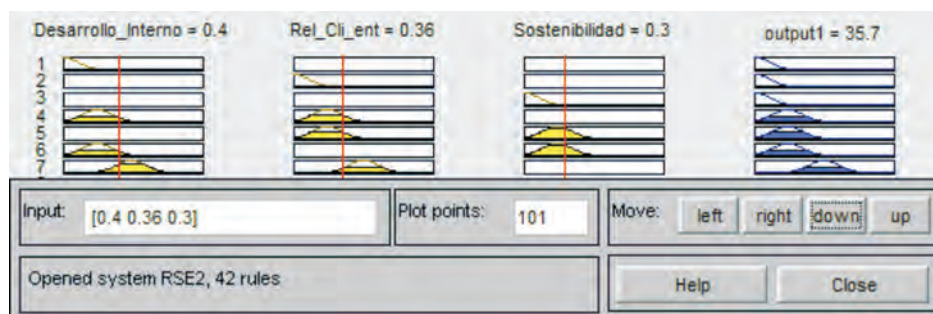 Desarrollo_Interno = 0.4 Rel_Cli_ent = 0.36 Sostenibilidad = 0.3 output1 = 35.7
1
2
3
4
5
6
7
Input: [0.4 0.36 0.3] Plot points: 101 Move: left right down up
Opened system RSE2, 42 rules Help Close